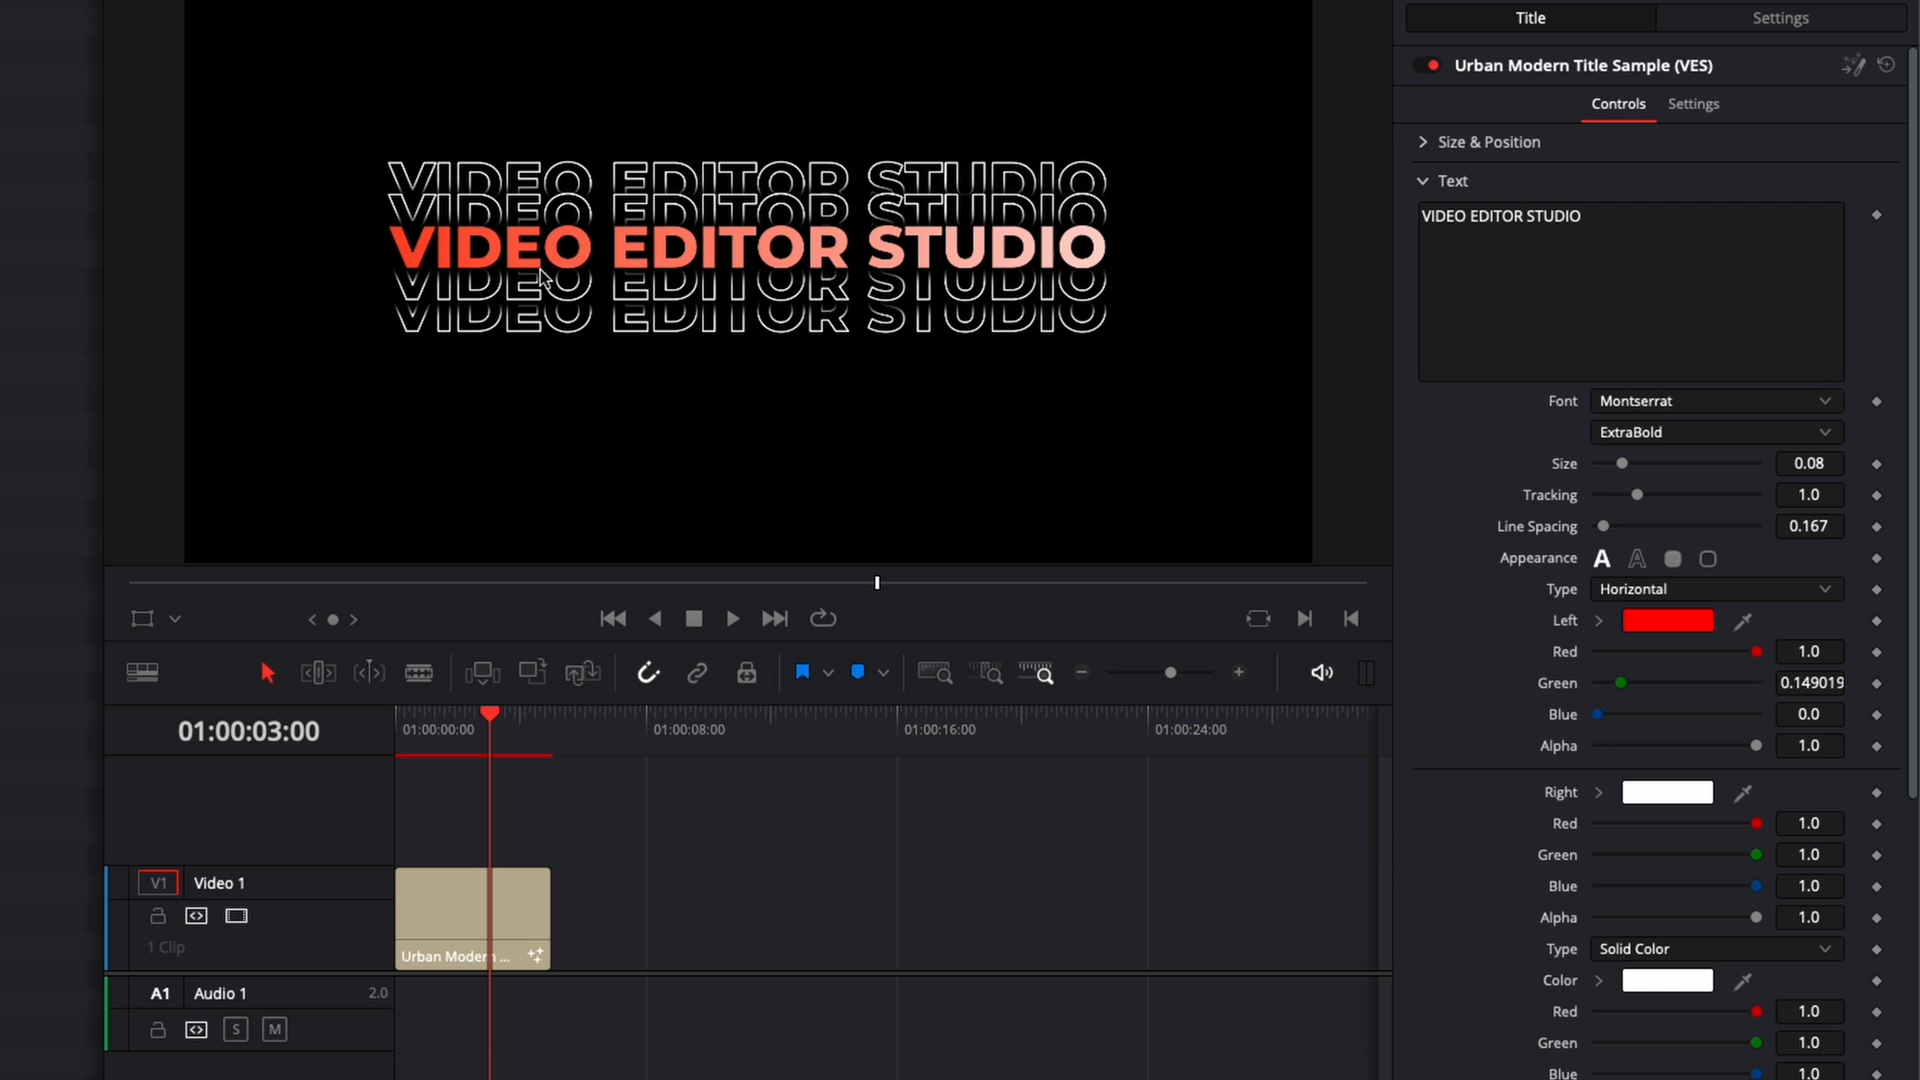 Title
Settings
Urban Modern Title Sample (VES)
Controls
Settings
Size & Position
Text
VIDEO EDITOR STUDIO
VIDEO EDITOR STUDIO
VIDEO EDITOR STUDIO
VIDEO EDITOR STUDIO
VIDEO EDITOR STUDIO
VIDEO EDITOR STUDIO
Font
Montserrat
ExtraBold
Size
0.08
Tracking
1.0
Line Spacing
0.167
Appearance
A A
Type
Horizontal
Left
Red
1.0
Green
0.149019
Blue
0.0
Alpha
1.0
Right
Red
1.0
Green
1.0
Blue
1.0
Alpha
1.0
Type
Solid Color
Color
Red
1.0
Green
1.0
Blue
1.0
01:00:03:00
01:00:00:00
01:00:08:00
01:00:16:00
01:00:24:00
V1
Video 1
1 Clip
Urban Modern ...
A1
Audio 1
2.0
S
M